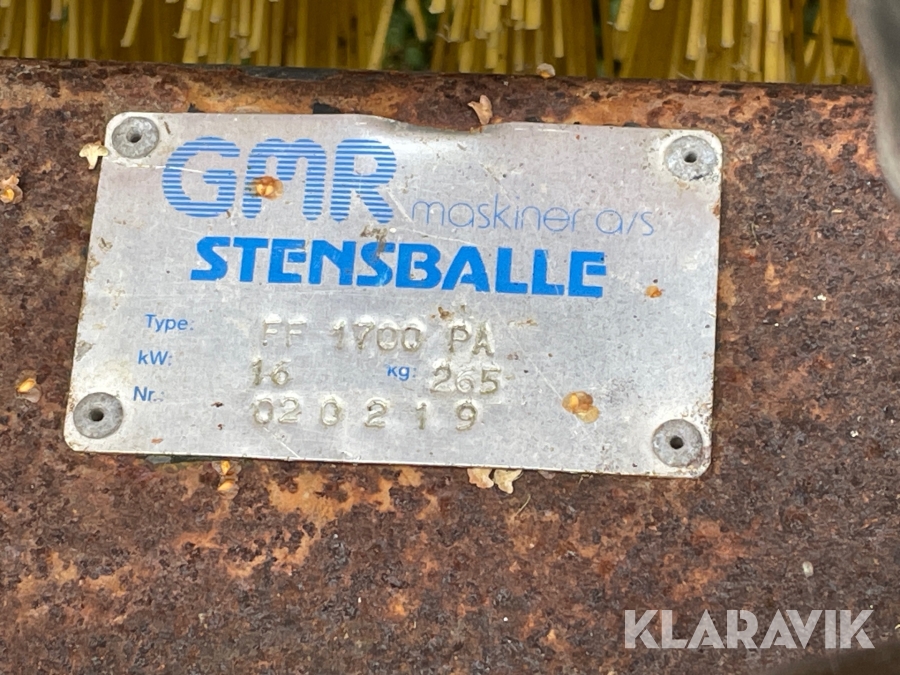 GMR maskiner a/s
STENSBALLE
Type: FF 1700 PA
kW: 16 Kg: 265
Nr.: 020219
KLARAVIK